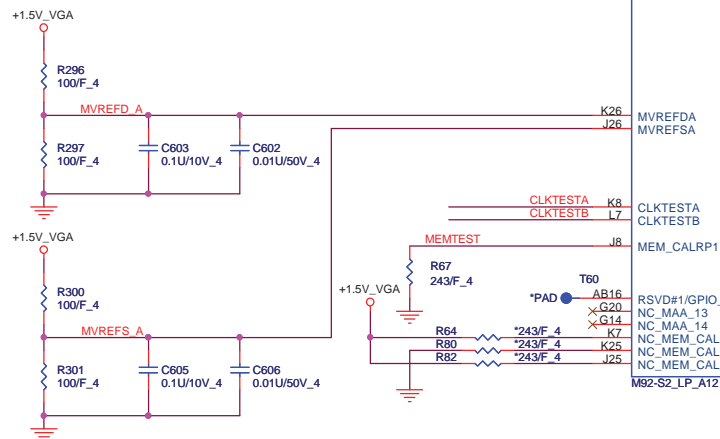 +1.5V_VGA
R296
100/F_4
MVREFD_A
R297
100/F_4
C603
0.1U/10V_4
C602
0.01U/50V_4
K26
MVREFDA
J26
MVREFSA
CLKTESTA
K8
CLKTESTA
CLKTESTB
L7
CLKTESTB
MEMTEST
J8
MEM_CALRP1
R67
243/F_4
+1.5V_VGA
R300
100/F_4
MVREFS_A
R301
100/F_4
C605
0.1U/10V_4
C606
0.01U/50V_4
+1.5V_VGA
T60
*PAD
AB16
RSVD#1/GPIO_
G20
NC_MAA_13
G14
NC_MAA_14
R64
*243/F_4
K7
NC_MEM_CAL
R80
*243/F_4
K25
NC_MEM_CAL
R82
*243/F_4
J25
NC_MEM_CAL
M92-S2_LP_A12